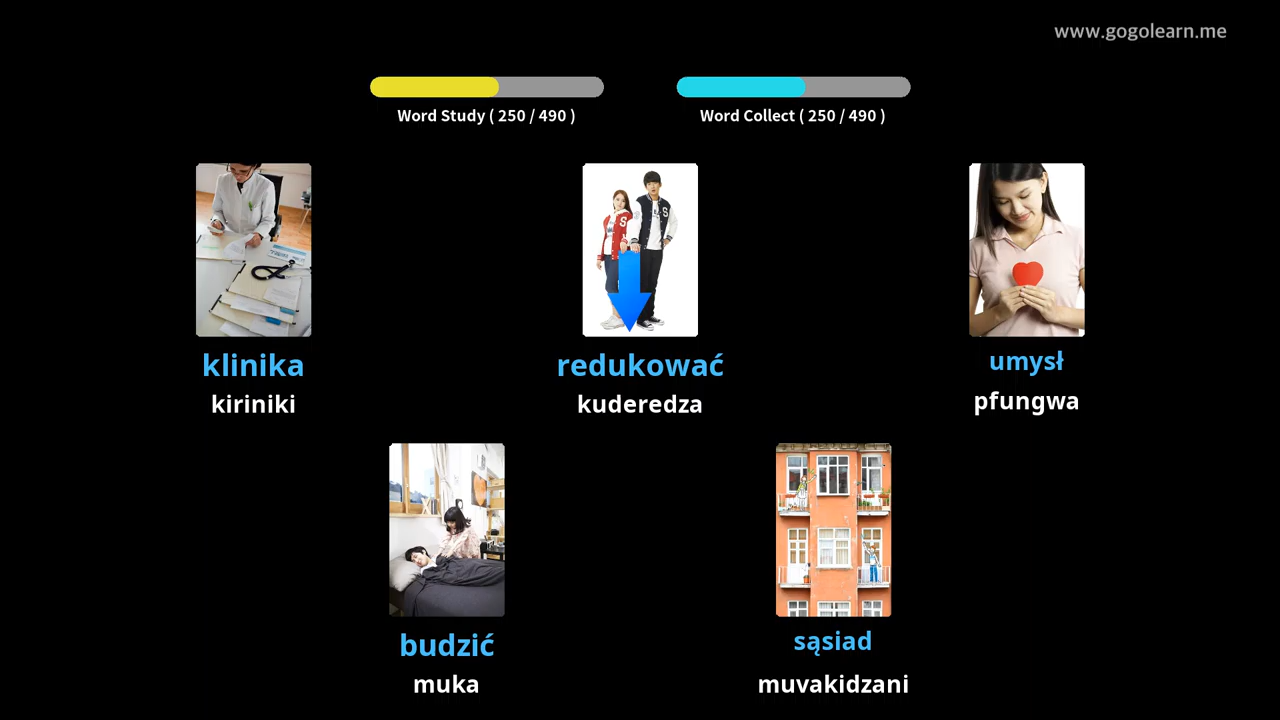 www.gogolearn.me
Word Study ( 250 / 490 )
Word Collect ( 250 / 490 )
klinika
kiriniki
redukować
kuderedza
umysł
pfungwa
budzić
muka
sąsiad
muvakidzani